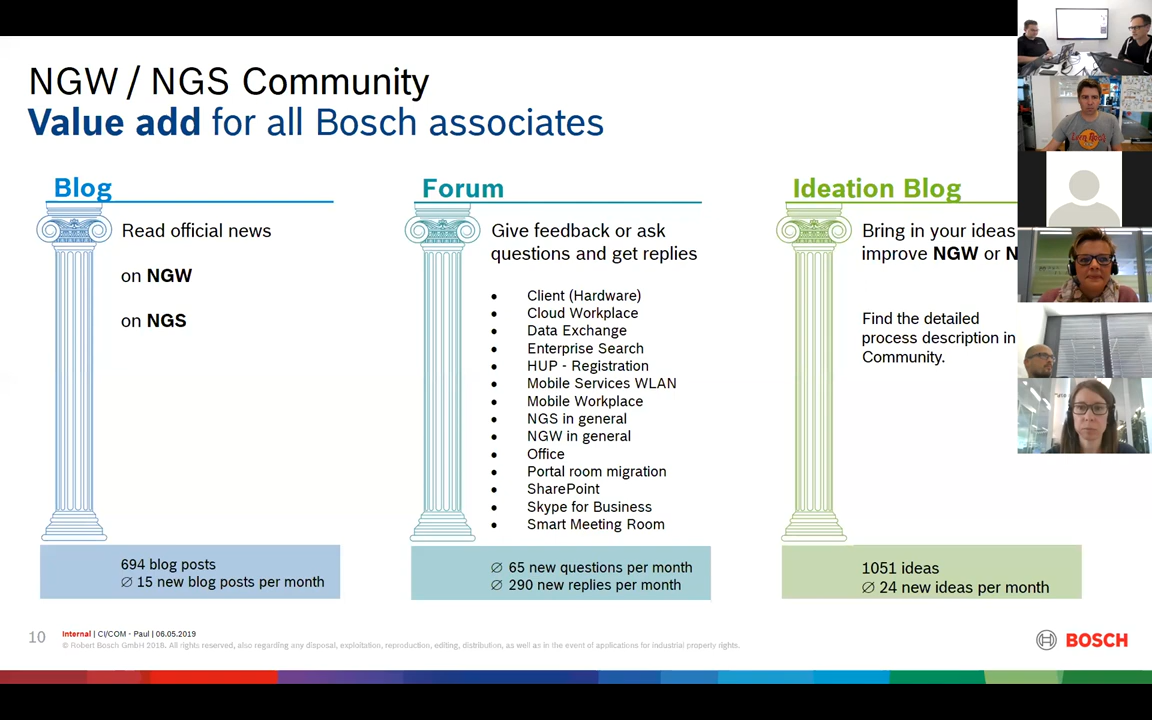 NGW / NGS Community
Value add for all Bosch associates
Blog
Read official news
on NGW
on NGS
694 blog posts
∅ 15 new blog posts per month
Forum
Give feedback or ask
questions and get replies
• Client (Hardware)
• Cloud Workplace
• Data Exchange
• Enterprise Search
• HUP - Registration
• Mobile Services WLAN
• Mobile Workplace
• NGS in general
• NGW in general
• Office
• Portal room migration
• SharePoint
• Skype for Business
• Smart Meeting Room
∅ 65 new questions per month
∅ 290 new replies per month
Ideation Blog
Bring in your ideas
improve NGW or N
Find the detailed
process description in
Community.
1051 ideas
∅ 24 new ideas per month
10
Internal | CI/COM - Paul | 06.05.2019
© Robert Bosch GmbH 2018. All rights reserved, also regarding any disposal, exploitation, reproduction, editing, distribution, as well as in the event of applications for industrial property rights.
BOSCH